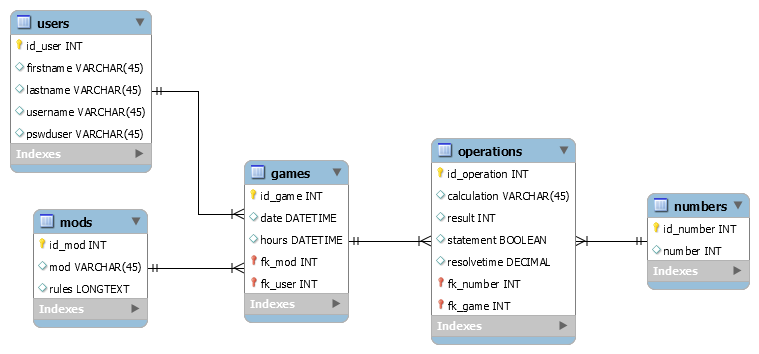 users
id_user INT
firstname VARCHAR(45)
lastname VARCHAR(45)
username VARCHAR(45)
pswduser VARCHAR(45)
Indexes
mods
id_mod INT
mod VARCHAR(45)
rules LONGTEXT
Indexes
games
id_game INT
date DATETIME
hours DATETIME
fk_mod INT
fk_user INT
Indexes
operations
id_operation INT
calculation VARCHAR(45)
result INT
statement BOOLEAN
resolvetime DECIMAL
fk_number INT
fk_game INT
Indexes
numbers
id_number INT
number INT
Indexes